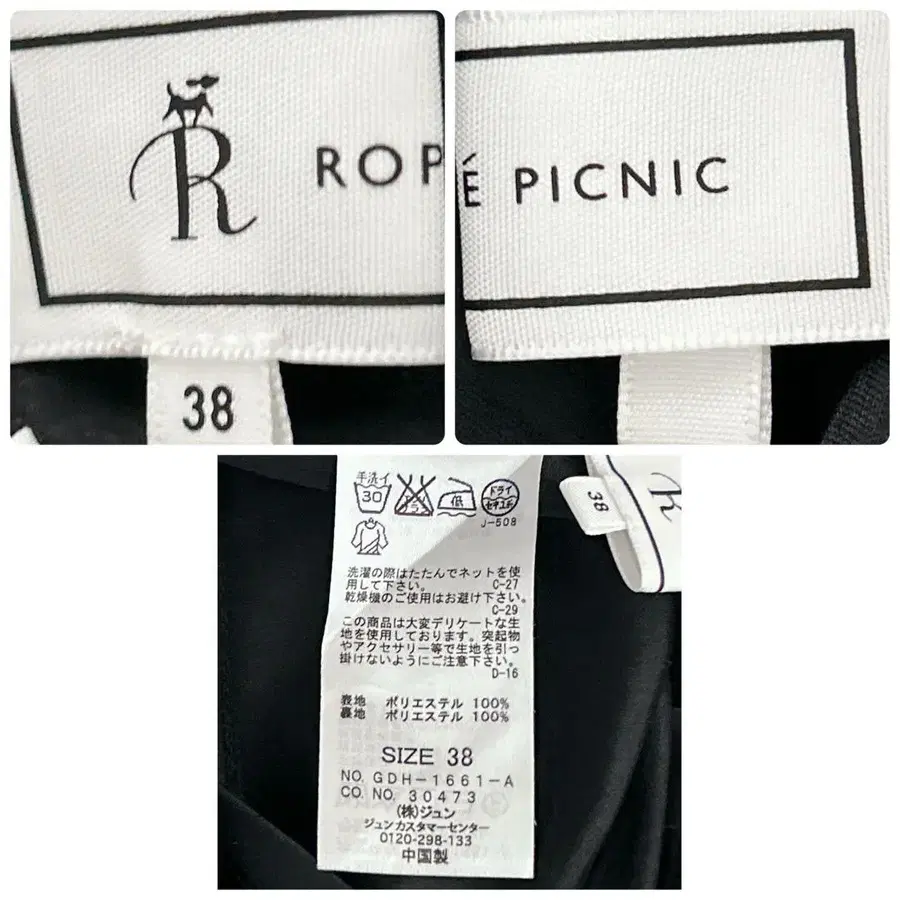 R ROP
38
É PICNIC
手洗イ
30
低
ドライ
セキユ系
J-508
38
R
洗濯の際はたたんでネットを使
用して下さい。 C-27
乾燥機のご使用はお避け下さい。
C-29
この商品は大変デリケートな生
地を使用しております。突起物
やアクセサリー等で生地を引っ
掛けないようにご注意下さい。
D-16
表地 ポリエステル 100%
裏地 ポリエステル 100%
SIZE 38
NO. GDH-1661-A
CO. NO. 30473
(株)ジュン
ジュンカスタマーセンター
0120-298-133
中国製